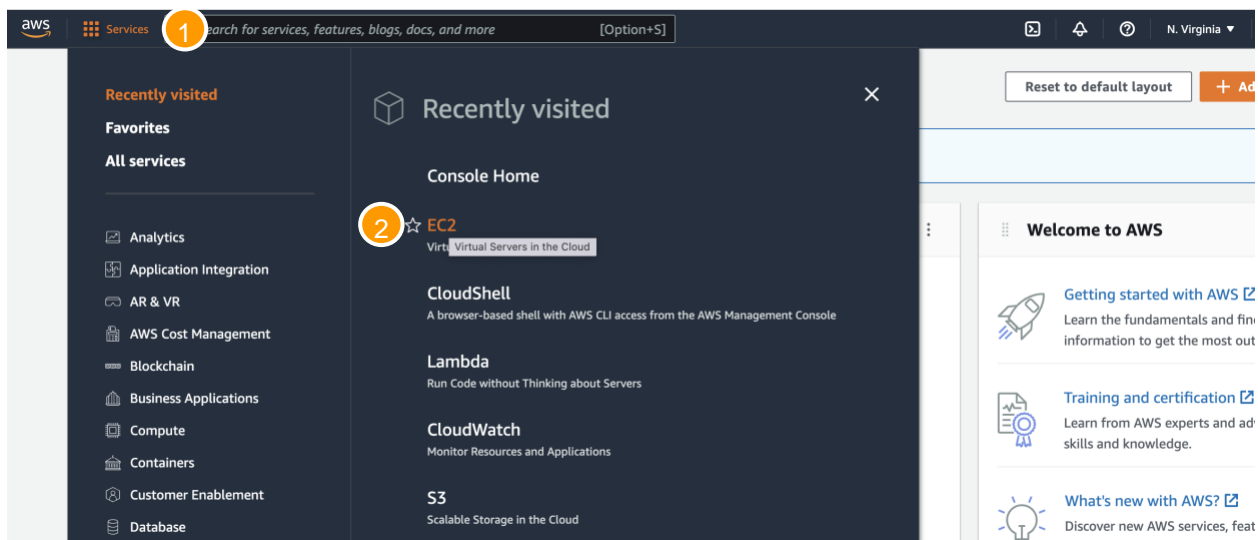 aws
Services
1
earch for services, features, blogs, docs, and more
[Option+S]
N. Virginia ▼
Reset to default layout
+ Ad
Recently visited
Favorites
All services
Analytics
Application Integration
AR & VR
AWS Cost Management
Blockchain
Business Applications
Compute
Containers
Customer Enablement
Database
Recently visited
Console Home
2
EC2
Virt
Virtual Servers in the Cloud
CloudShell
A browser-based shell with AWS CLI access from the AWS Management Console
Lambda
Run Code without Thinking about Servers
CloudWatch
Monitor Resources and Applications
S3
Scalable Storage in the Cloud
Welcome to AWS
Getting started with AWS
Learn the fundamentals and fin
information to get the most out
Training and certification
Learn from AWS experts and ad
skills and knowledge.
What's new with AWS?
Discover new AWS services, feat